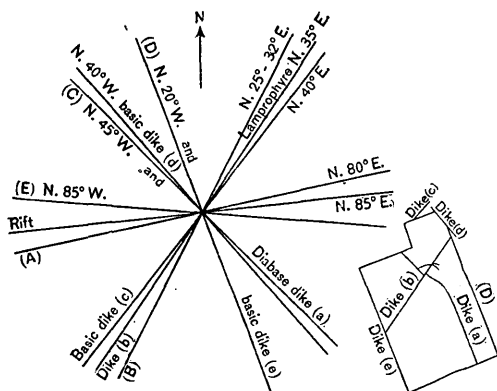 N
(D) N. 20° W. and
N. 40° W. basic dike (d)
(C) N. 45° W. and
N. 25°- 32° E.
Lamprophyre N. 35° E.
N. 40° E.
(E) N. 85° W.
Rift
(A)
N. 80° E.
N. 85° E.
Basic dike (c)
Dike (b)
(B)
basic dike (e)
Diabase dike (a)
Dike(c)
Dike(d)
Dike (b)
(D)
Dike (a)
Dike (e)